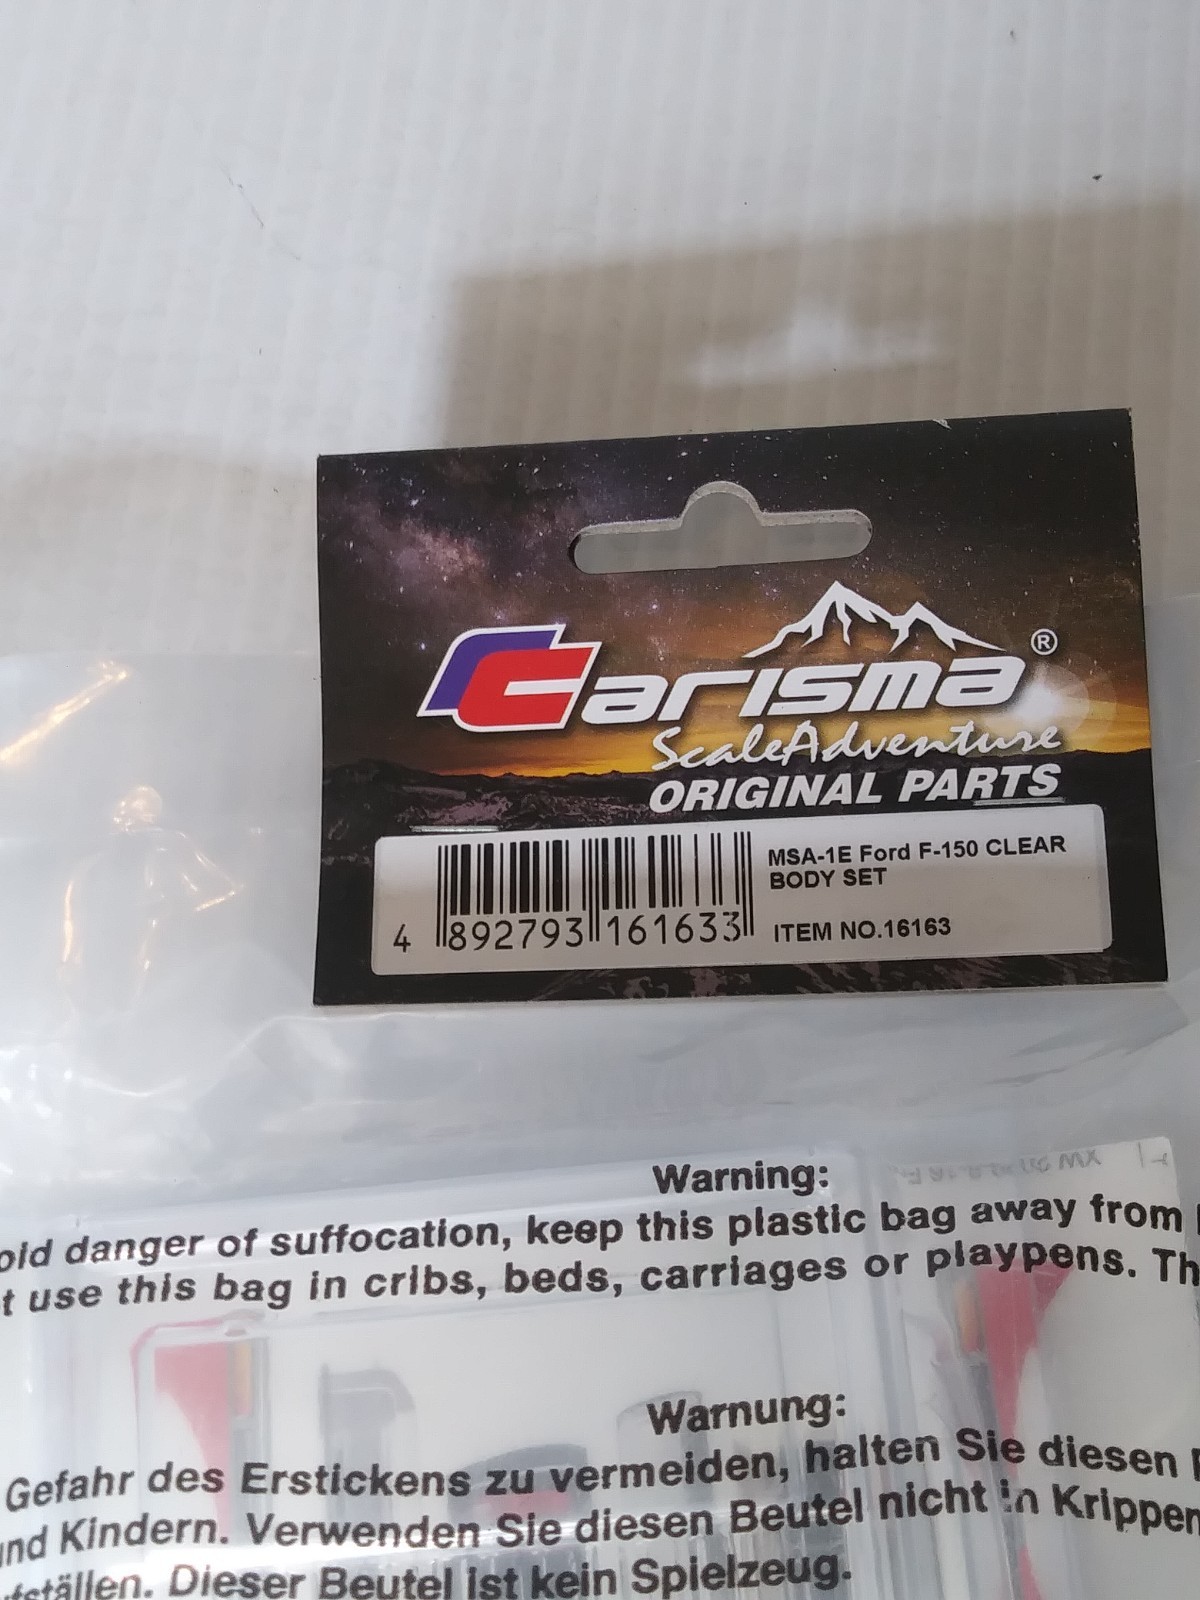 Carisma®
ScaleAdventure
ORIGINAL PARTS
MSA-1E Ford F-150 CLEAR
BODY SET
ITEM NO.16163
4 892793 161633
Warning:
old danger of suffocation, keep this plastic bag away from
t use this bag in cribs, beds, carriages or playpens. Th
Warnung:
Gefahr des Erstickens zu vermeiden, halten Sie diesen
und Kindern. Verwenden Sie diesen Beutel nicht in Krippen
fställen. Dieser Beutel ist kein Spielzeug.